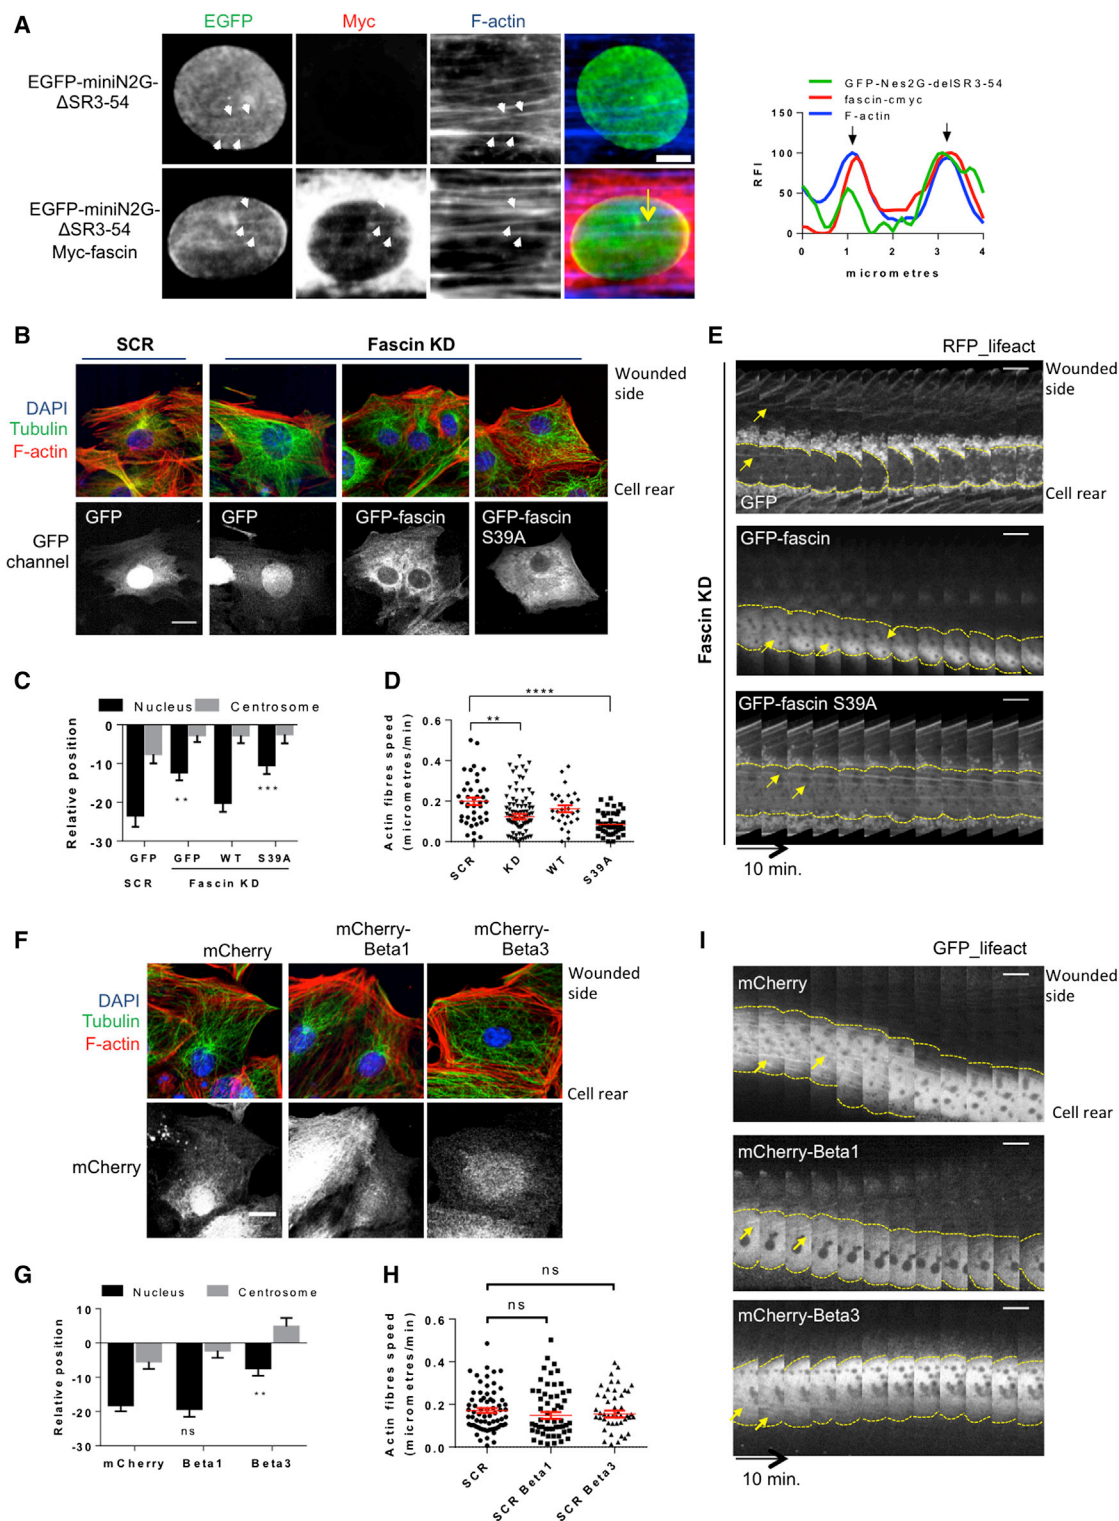 A
EGFP
Myc
F-actin
EGFP-miniN2G-
ΔSR3-54
EGFP-miniN2G-
ΔSR3-54
Myc-fascin
GFP-Nes2G-delSR3-54
fascin-cmyc
F-actin
RFI
150
100
50
0
0
1
2
3
4
micrometres
B
SCR
Fascin KD
DAPI
Tubulin
F-actin
Wounded
side
Cell rear
GFP
channel
GFP
GFP
GFP-fascin
GFP-fascin
S39A
C
Nucleus
Centrosome
Relative position
0
-10
-20
-30
**
***
GFP
GFP
WT
S39A
SCR
Fascin KD
D
****
**
Actin fibres speed
(micrometres/min)
0.6
0.4
0.2
0.0
SCR
KD
WT
S39A
E
RFP_lifeact
Wounded
side
Cell rear
Fascin KD
GFP
GFP-fascin
GFP-fascin S39A
10 min.
F
mCherry
mCherry-
Beta1
mCherry-
Beta3
DAPI
Tubulin
F-actin
Wounded
side
Cell rear
mCherry
G
Nucleus
Centrosome
Relative position
10
0
-10
-20
-30
ns
**
mCherry
Beta1
Beta3
H
ns
ns
Actin fibres speed
(micrometres/min)
0.6
0.4
0.2
0.0
SCR
SCR Beta1
SCR Beta3
I
GFP_lifeact
Wounded
side
Cell rear
mCherry
mCherry-Beta1
mCherry-Beta3
10 min.